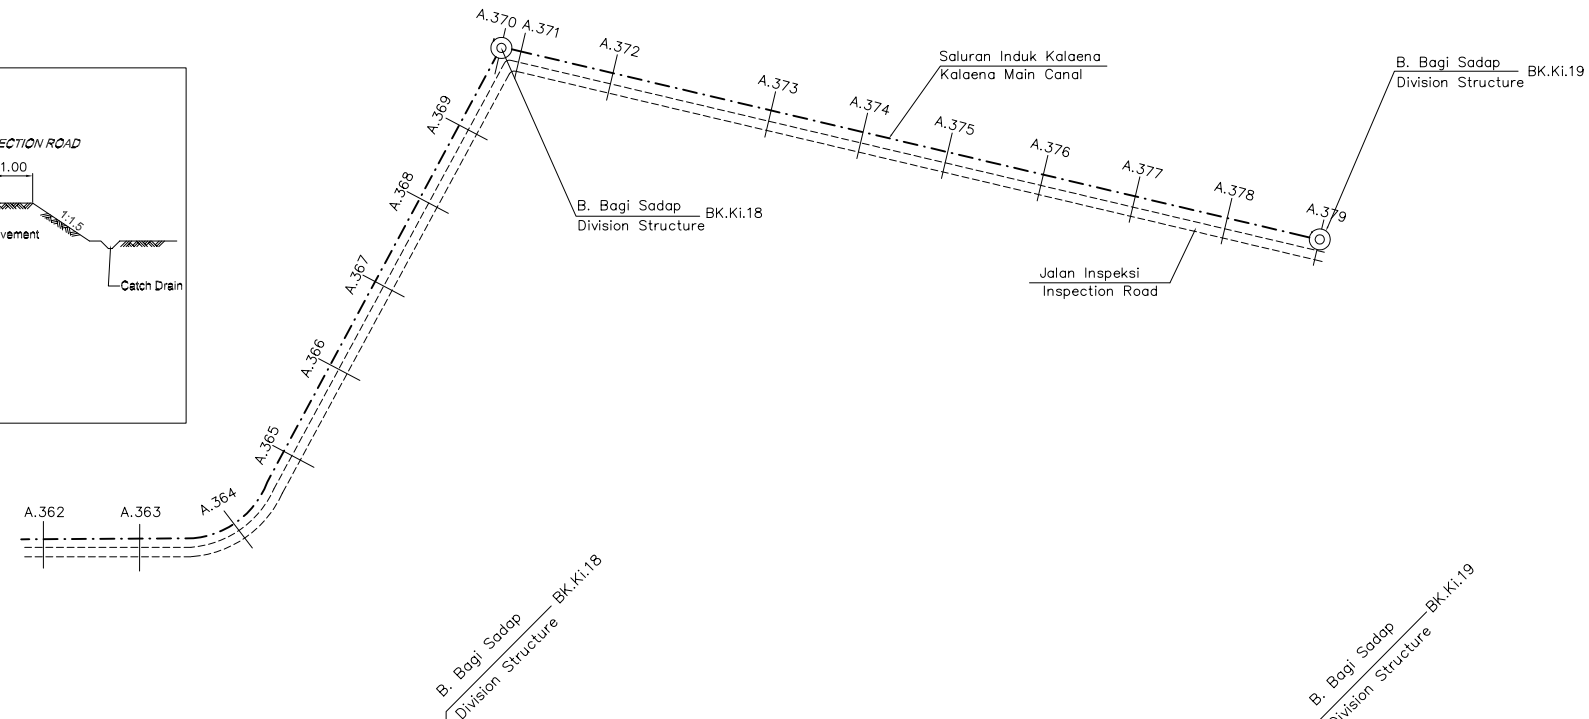 A.370
A.371
A.372
Saluran Induk Kalaena
Kalaena Main Canal
B. Bagi Sadap
Division Structure
BK.Ki.19
A.373
A.374
A.375
A.376
A.377
A.378
A.379
A.369
A.368
A.367
A.366
A.365
A.364
A.363
A.362
ECTION ROAD
1.00
1:1.5
vement
Catch Drain
B. Bagi Sadap
Division Structure
BK.Ki.18
Jalan Inspeksi
Inspection Road
B. Bagi Sadap
Division Structure
BK.Ki.18
B. Bagi Sadap
Division Structure
BK.Ki.19